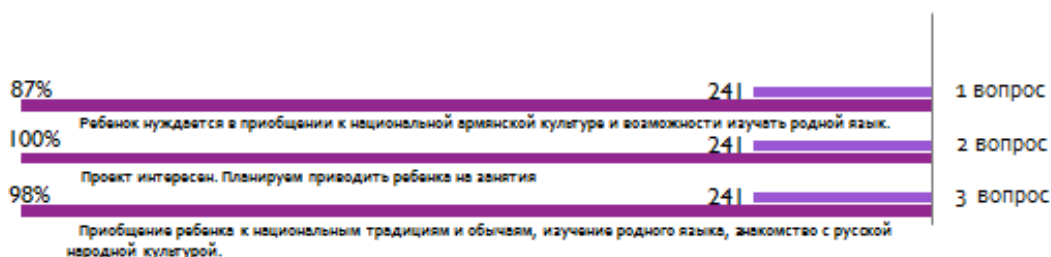 87%
241
1 вопрос
Ребенок нуждается в приобщении к национальной армянской культуре и возможности изучать родной язык.
100%
241
2 вопрос
Проект интересен. Планируем приводить ребенка на занятия
98%
241
3 вопрос
Приобщение ребенка к национальным традициям и обычаям, изучение родного языка, знакомство с русской
народной культурой.